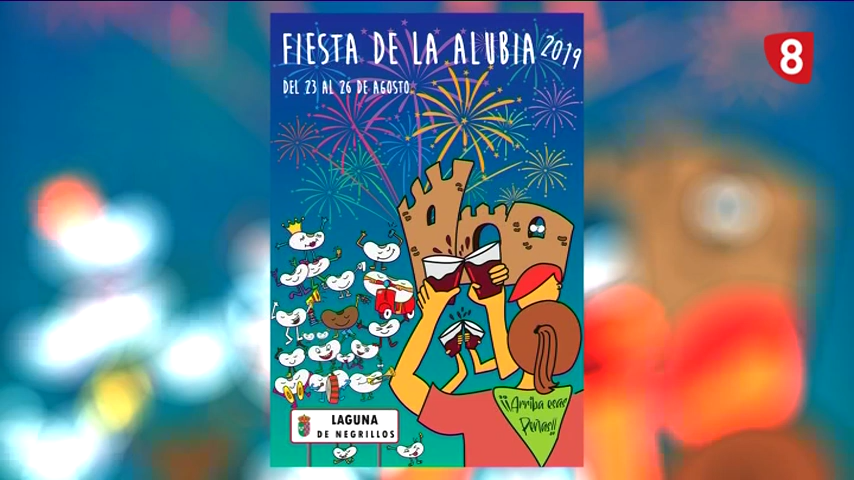 FIESTA DE LA ALUBIA 2019
DEL 23 AL 26 DE AGOSTO
8
¡¡Arriba esas
Peñas!!
LAGUNA
DE NEGRILLOS